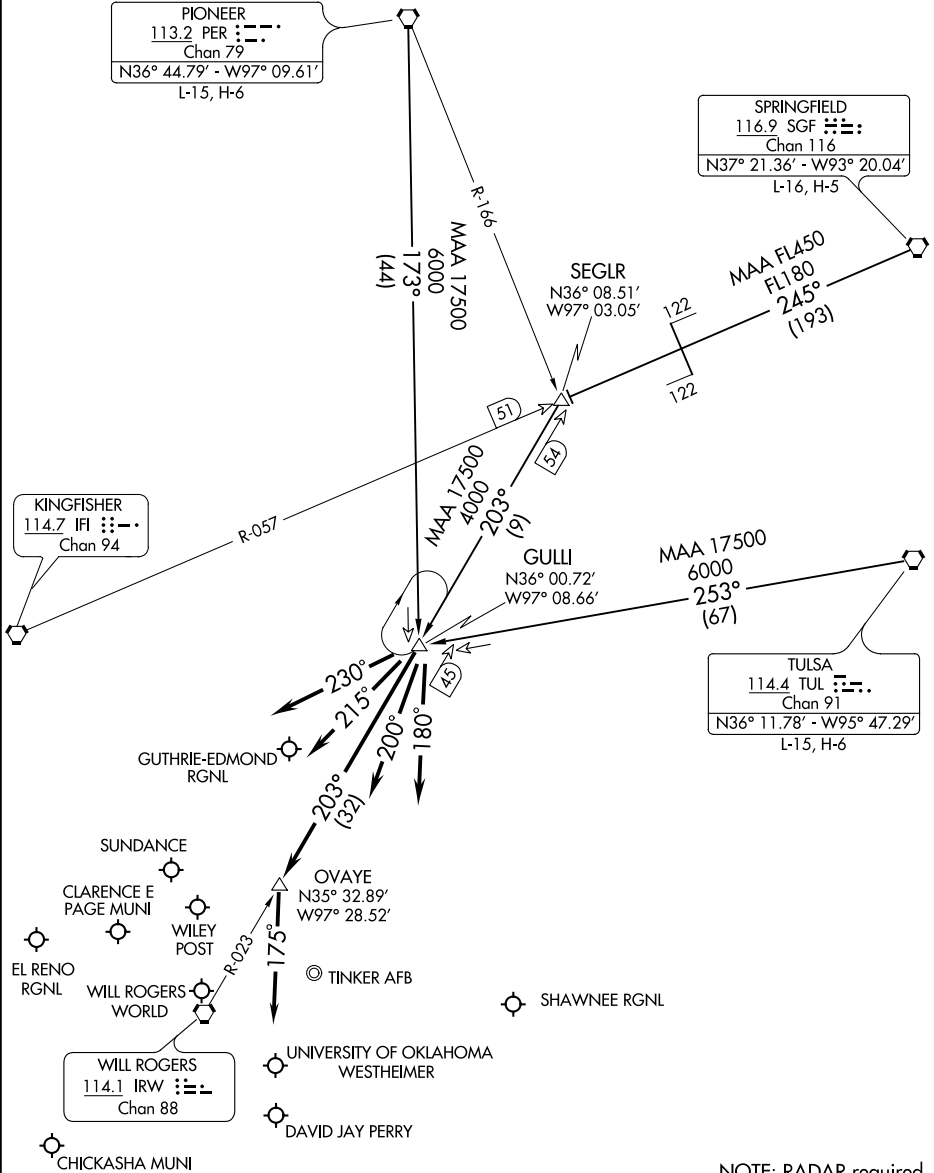 PIONEER
113.2 PER
Chan 79
N36° 44.79' - W97° 09.61'
L-15, H-6
SPRINGFIELD
116.9 SGF
Chan 116
N37° 21.36' - W93° 20.04'
L-16, H-5
R-166
MAA 17500
6000
173°
(44)
MAA FL450
FL180
245°
(193)
SEGLR
N36° 08.51'
W97° 03.05'
122
122
51
54
KINGFISHER
114.7 IFI
Chan 94
R-057
MAA 17500
4000
203°
(9)
GULLI
N36° 00.72'
W97° 08.66'
MAA 17500
6000
253°
(67)
45
TULSA
114.4 TUL
Chan 91
N36° 11.78' - W95° 47.29'
L-15, H-6
230°
215°
200°
180°
GUTHRIE-EDMOND
RGNL
203°
(32)
SUNDANCE
OVAYE
N35° 32.89'
W97° 28.52'
CLARENCE E
PAGE MUNI
WILEY
POST
R-023
175°
EL RENO
RGNL
TINKER AFB
WILL ROGERS
WORLD
SHAWNEE RGNL
WILL ROGERS
114.1 IRW
Chan 88
UNIVERSITY OF OKLAHOMA
WESTHEIMER
DAVID JAY PERRY
CHICKASHA MUNI
NOTE: RADAR required